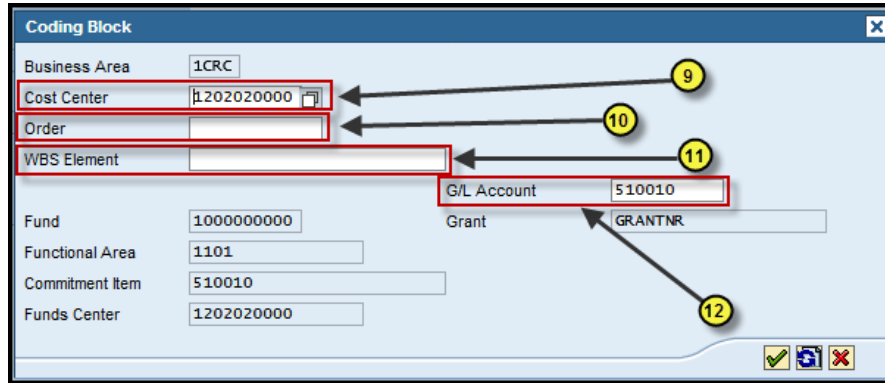 Coding Block
Business Area 1CRC
9
Cost Center 1202020000
Order
10
WBS Element
11
G/L Account 510010
Fund 1000000000 Grant GRANTNR
Functional Area 1101
Commitment Item 510010
Funds Center 1202020000
12